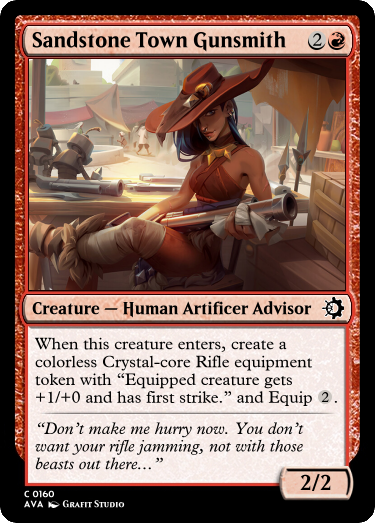 Sandstone Town Gunsmith 2
Creature — Human Artificer Advisor
When this creature enters, create a
colorless Crystal-core Rifle equipment
token with “Equipped creature gets
+1/+0 and has first strike.” and Equip 2.
“Don’t make me hurry now. You don’t
want your rifle jamming, not with those
beasts out there…”
2/2
C 0160
AVA Grafit Studio